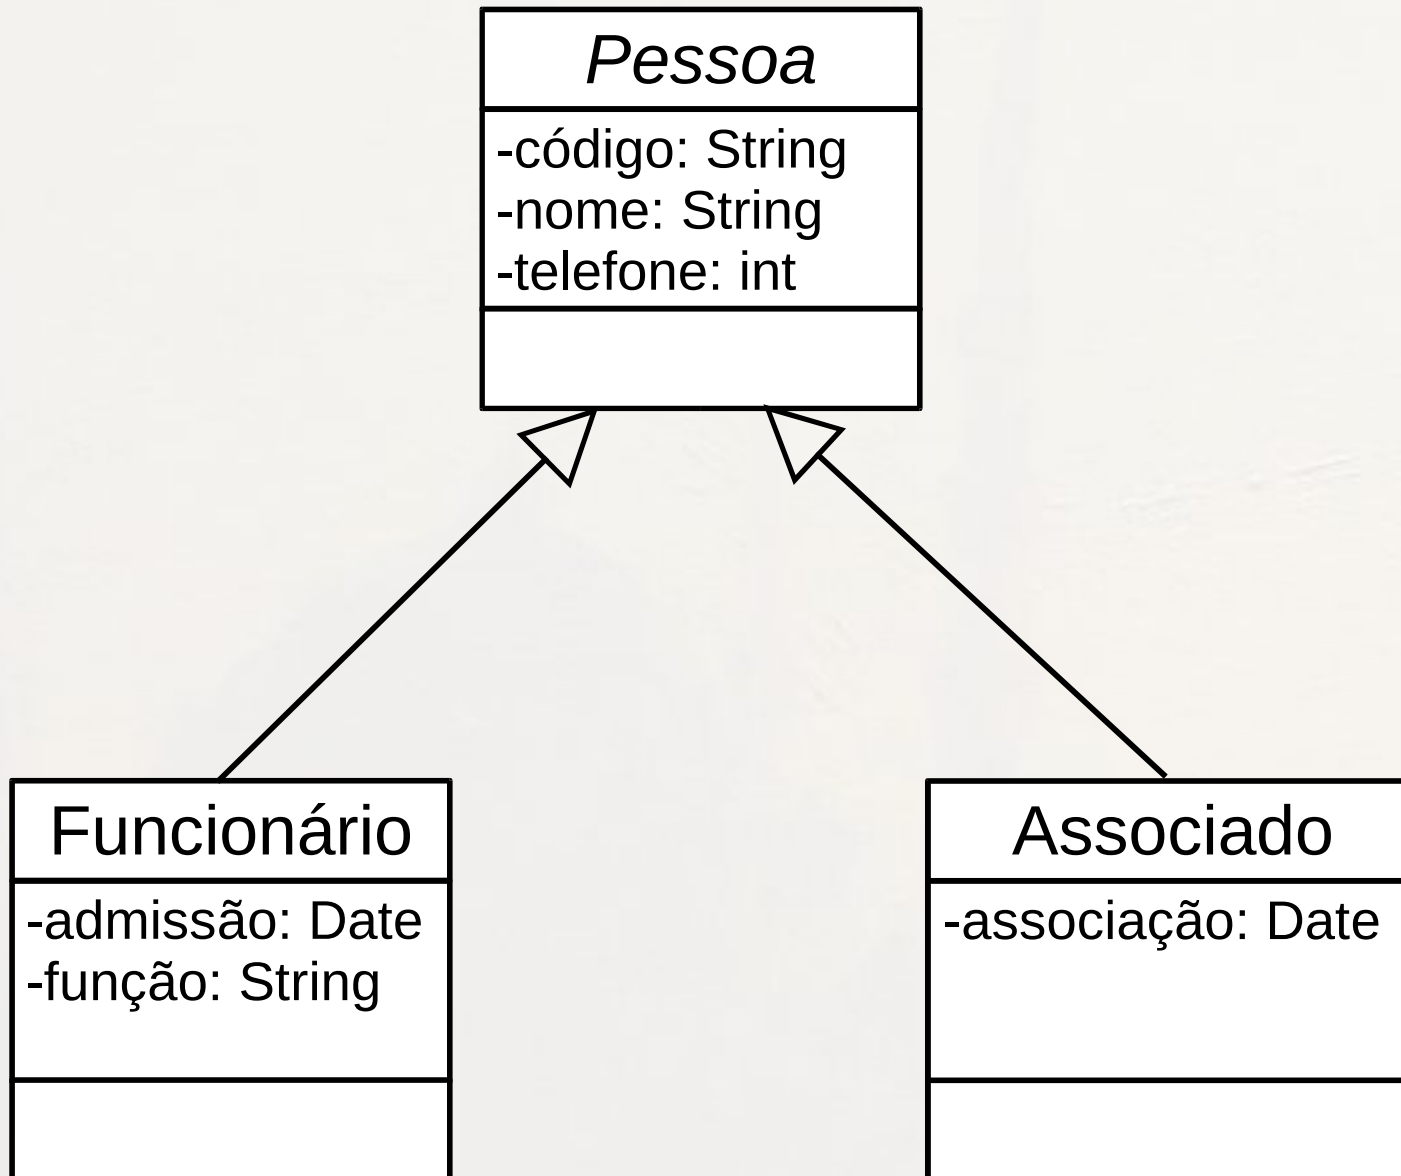 Pessoa
-código: String
-nome: String
-telefone: int
Funcionário
-admissão: Date
-função: String
Associado
-associação: Date